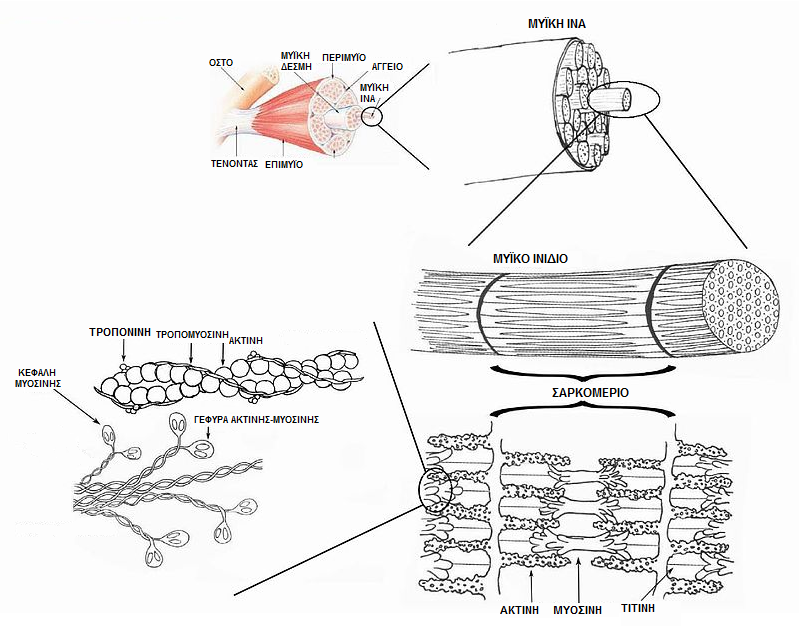 ΜΥΪΚΗ ΙΝΑ
ΟΣΤΟ
ΜΥΪΚΗ
ΔΕΣΜΗ
ΠΕΡΙΜΥΪΟ
ΑΓΓΕΙΟ
ΜΥΪΚΗ
ΙΝΑ
ΤΕΝΟΝΤΑΣ
ΕΠΙΜΥΪΟ
ΜΥΪΚΟ ΙΝΙΔΙΟ
ΤΡΟΠΟΝΙΝΗ
ΤΡΟΠΟΜΥΟΣΙΝΗ
ΑΚΤΙΝΗ
ΚΕΦΑΛΗ
ΜΥΟΣΙΝΗΣ
ΓΕΦΥΡΑ ΑΚΤΙΝΗΣ-ΜΥΟΣΙΝΗΣ
ΣΑΡΚΟΜΕΡΙΟ
ΑΚΤΙΝΗ
ΜΥΟΣΙΝΗ
ΤΙΤΙΝΗ